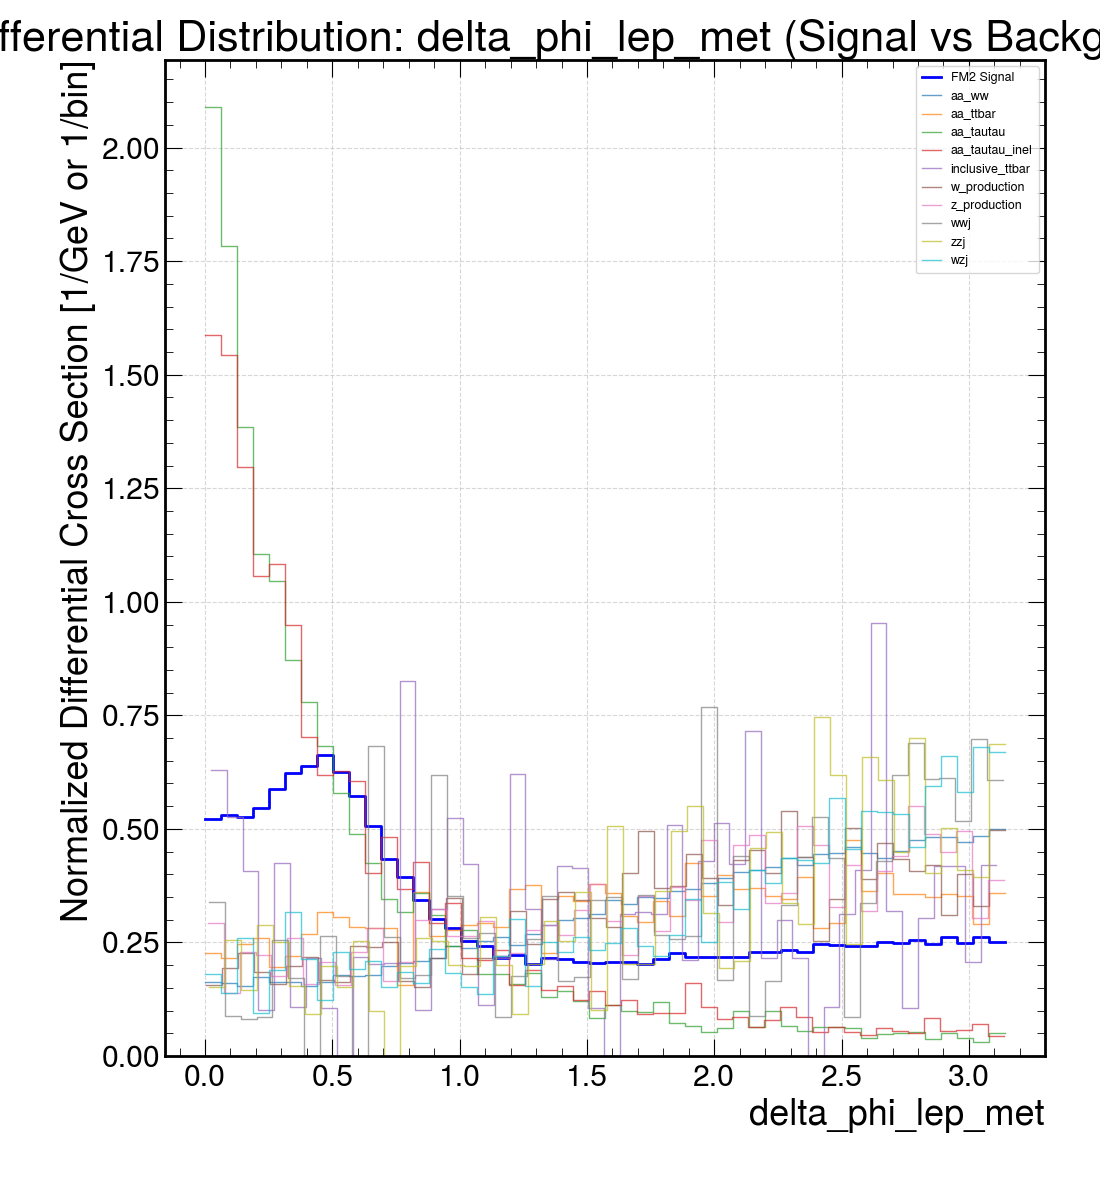 fferential Distribution: delta_phi_lep_met (Signal vs Backg
Normalized Differential Cross Section [1/GeV or 1/bin]
2.00
1.75
1.50
1.25
1.00
0.75
0.50
0.25
0.00
FM2 Signal
aa_ww
aa_ttbar
aa_tautau
aa_tautau_inel
inclusive_ttbar
w_production
z_production
wwj
zzj
wzj
0.0 0.5 1.0 1.5 2.0 2.5 3.0
delta_phi_lep_met